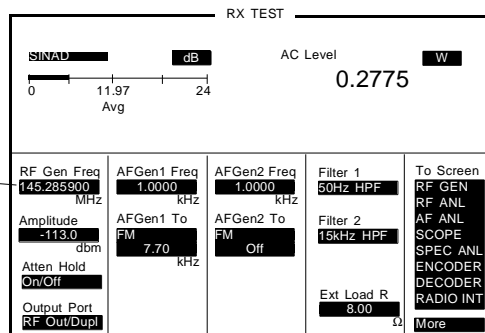 RX TEST
SINAD dB
0 11.97 24
Avg
AC Level W
0.2775
RF Gen Freq
145.285900
MHz
Amplitude
-113.0
dbm
Atten Hold
On/Off
Output Port
RF Out/Dupl
AFGen1 Freq
1.0000
kHz
AFGen1 To
FM
7.70
kHz
AFGen2 Freq
1.0000
kHz
AFGen2 To
FM
Off
Filter 1
50Hz HPF
Filter 2
15kHz HPF
Ext Load R
8.00
Ω
To Screen
RF GEN
RF ANL
AF ANL
SCOPE
SPEC ANL
ENCODER
DECODER
RADIO INT
More